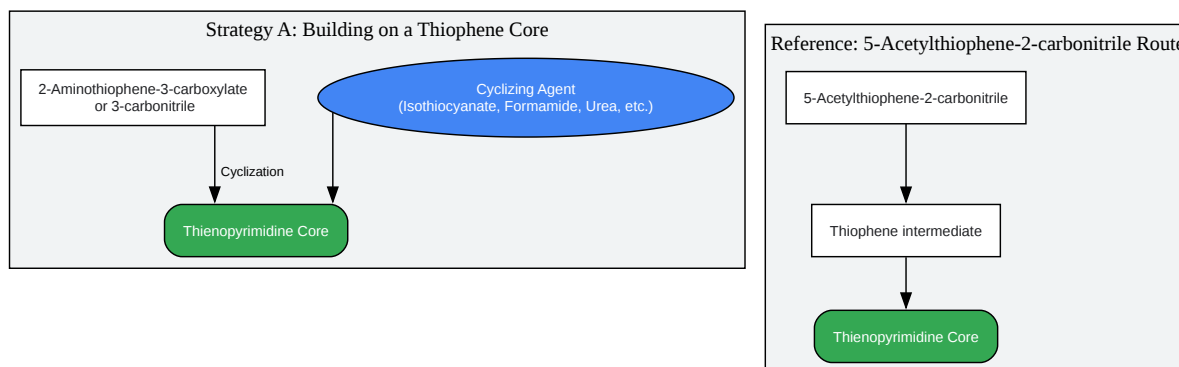 Strategy A: Building on a Thiophene Core
2-Aminothiophene-3-carboxylate
or 3-carbonitrile
Cyclizing Agent
(Isothiocyanate, Formamide, Urea, etc.)
Cyclization
Thienopyrimidine Core
Reference: 5-Acetylthiophene-2-carbonitrile Route
5-Acetylthiophene-2-carbonitrile
Thiophene intermediate
Thienopyrimidine Core